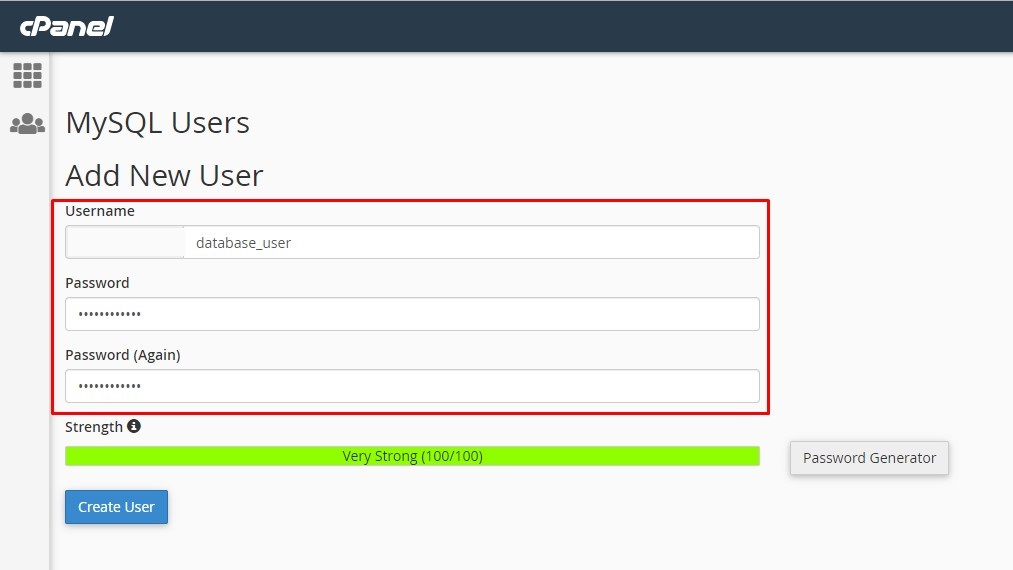 cPanel
MySQL Users
Add New User
Username
database_user
Password
••••••••••••
Password (Again)
••••••••••••
Strength
Very Strong (100/100)
Password Generator
Create User